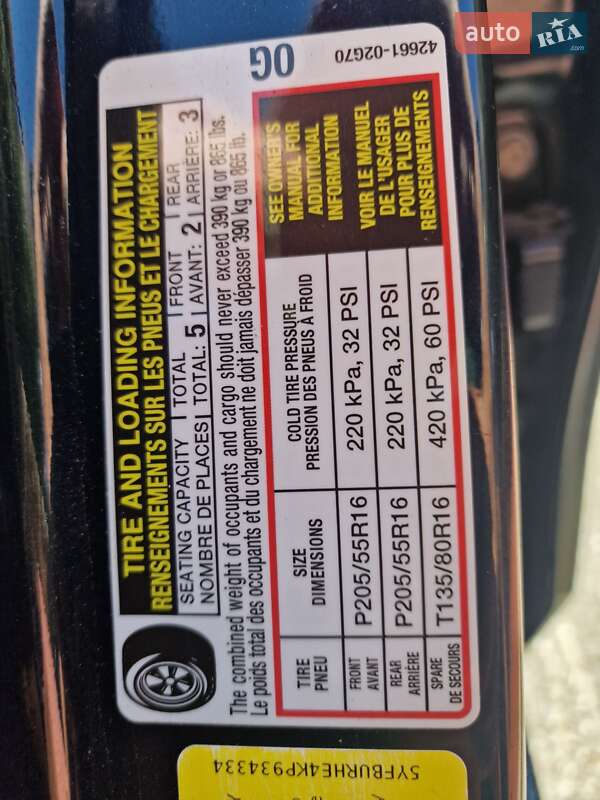 auto RIA .com
42661-02G70
OG
TIRE AND LOADING INFORMATION
RENSEIGNEMENTS SUR LES PNEUS ET LE CHARGEMENT
SEATING CAPACITY | TOTAL 5 | FRONT 2 | REAR 3
NOMBRE DE PLACES | TOTAL: | AVANT: | ARRIÈRE:
The combined weight of occupants and cargo should never exceed 390 kg or 865 lbs.
Le poids total des occupants et du chargement ne doit jamais dépasser 390 kg ou 865 lb.
TIRE SIZE COLD TIRE PRESSURE
PNEU DIMENSIONS PRESSION DES PNEUS À FROID
FRONT P205/55R16 220 kPa, 32 PSI
AVANT
REAR P205/55R16 220 kPa, 32 PSI
ARRIÈRE
SPARE T135/80R16 420 kPa, 60 PSI
DE SECOURS
SEE OWNER'S
MANUAL FOR
ADDITIONAL
INFORMATION
VOIR LE MANUEL
DE L'USAGER
POUR PLUS DE
RENSEIGNEMENTS
5YFBURHE4KP934334